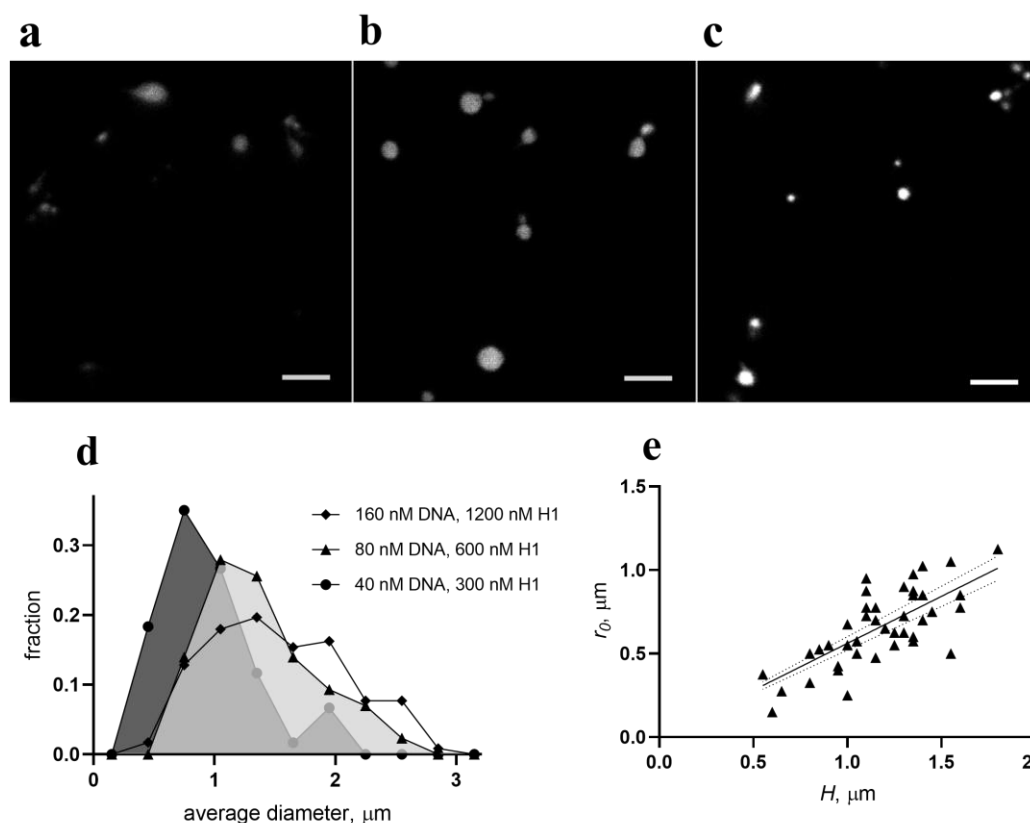 a b c
d
0.3
0.2
0.1
0.0
fraction
0 1 2 3
average diameter, μm
160 nM DNA, 1200 nM H1
80 nM DNA, 600 nM H1
40 nM DNA, 300 nM H1
e
1.5
1.0
0.5
0.0
r0, μm
0.0 0.5 1.0 1.5 2
H, μm